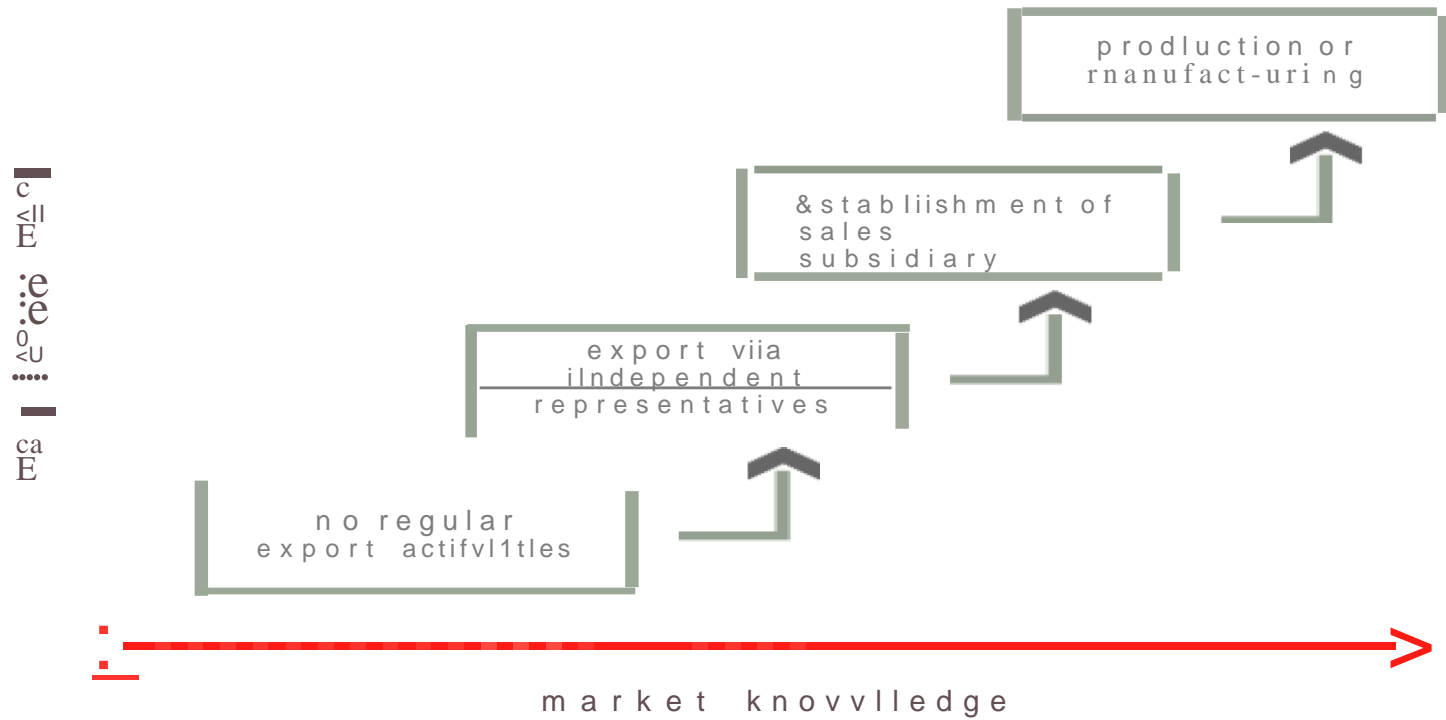 prodluction or
rnanufact-uring
&stabliishment of
sales
subsidiary
export viia
ilndependent
representatives
no regular
export actifvl1tles
market knovvlledge